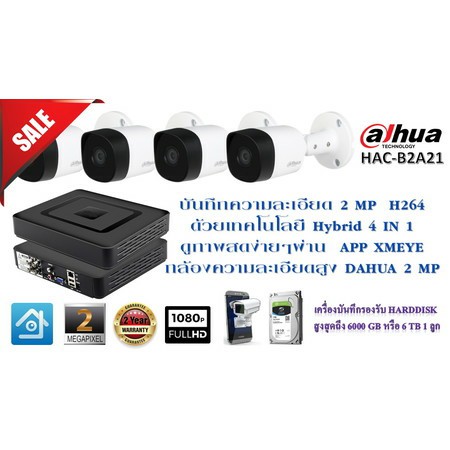 SALE
alhua
TECHNOLOGY
HAC-B2A21
บันทึกความละเอียด 2 MP H264
ด้วยเทคโนโลยี Hybrid 4 IN 1
ดูภาพสดง่ายๆผ่าน APP XMEYE
กล้องความละเอียดสูง DAHUA 2 MP
2
MEGAPIXEL
GUARANTEE
2 Year
WARRANTY
GUARANTEE
1080P
FULL HD
เครื่องบันทึกรองรับ HARDDISK
สูงสุดถึง 6000 GB หรือ 6 TB 1 ลูก